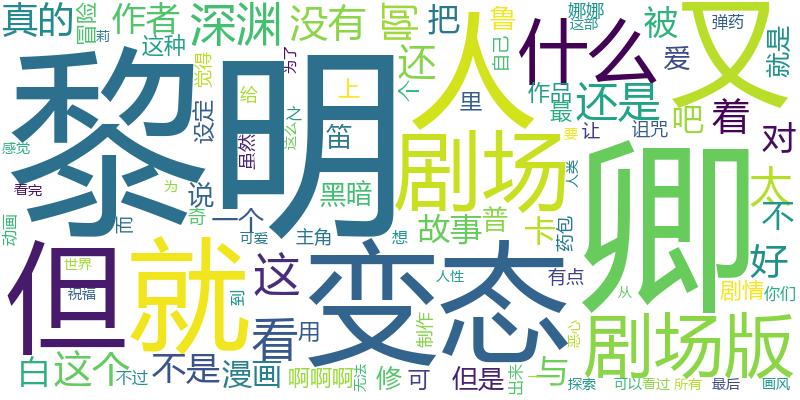 真的
冒险
莉
作者
这种
深渊
没有
啊
把
鲁
娜娜
这部
弹药
又
觉得
为了
还
个
自己
什么
被
爱
就是
黎明
人
设定
给
上
里
作品
最
还是
着
对
虽然
这么
之
笛
剧场
让
诅咒
吧
要
感觉
看完
为
说
黑暗
卿
人类
太
不
动画
而
奇
一个
可爱
主角
想
故事
普
卡
药包
好
但
就
这
变态
世界
祝福
到
看
用
人性
有点
从
剧情
你们
制作
恶心
剧场版
白
这个
不过
不是
漫画
啊啊啊
无法
修
可
但是
出来
一
与
探索
可以
看过
所有
最后
画风